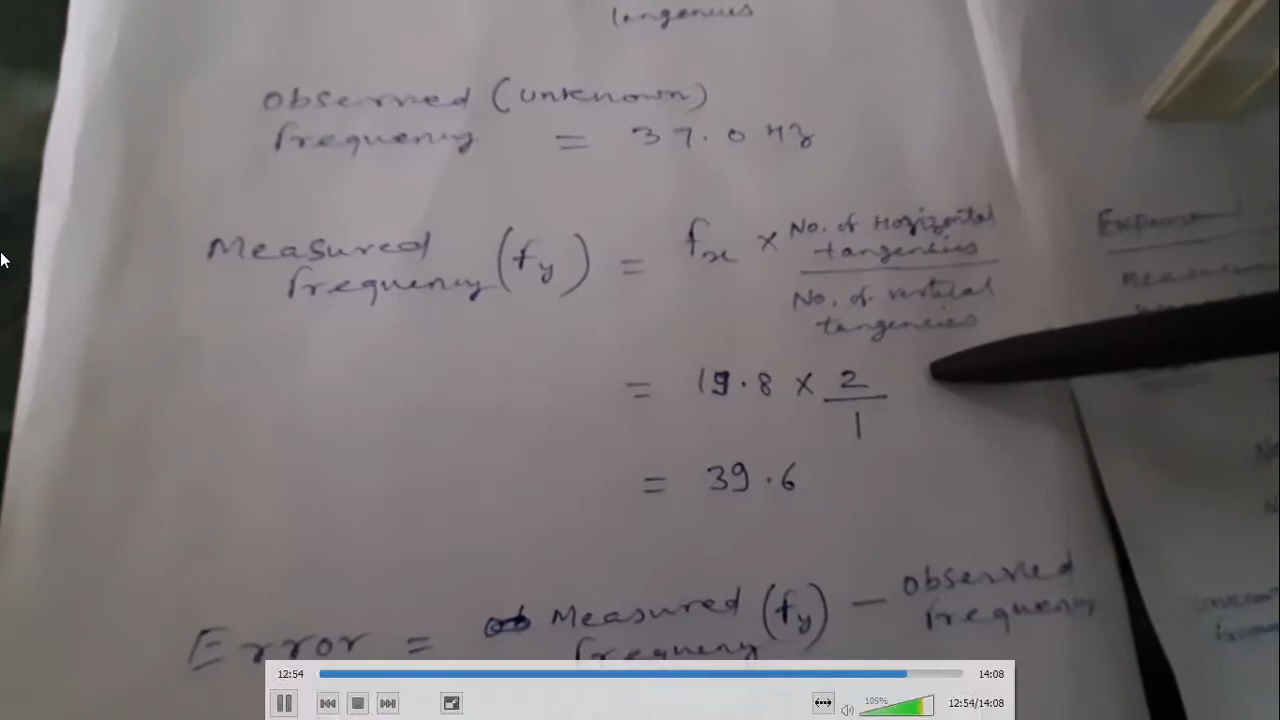 tangencies
Observed (unknown)
frequency = 37.0 Hz
Measured
frequency (fy) = fx × No. of Horizontal
tangencies
No. of vertical
tangencies
= 19.8 × 2
1
= 39.6
Error = Measured (fy) - Observed
frequency
frequency
12:54
14:08
105%
12:54/14:08